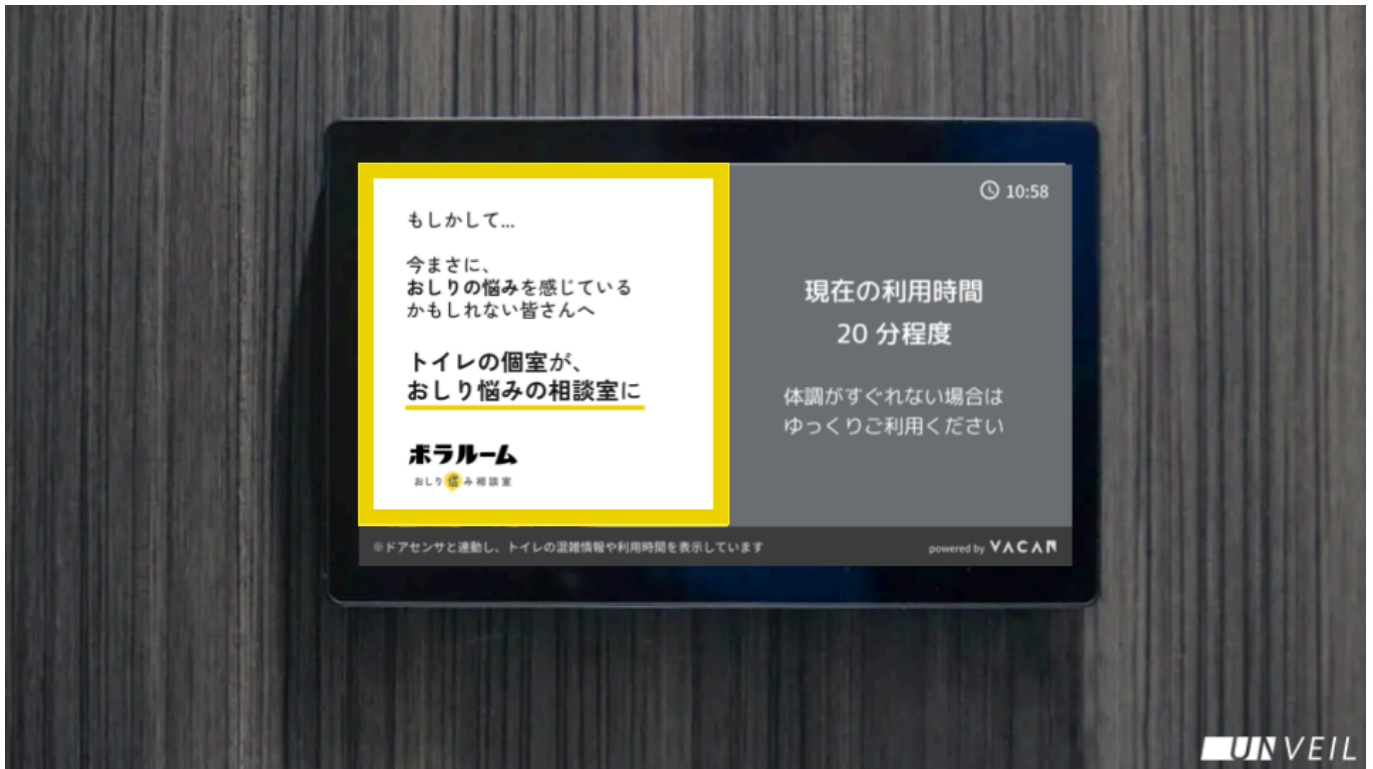 もしかして...
今まさに、
おしりの悩みを感じている
かもしれない皆さんへ
トイレの個室が、
おしり悩みの相談室に
ボラルーム
おしり悩み相談室
10:58
現在の利用時間
20 分程度
体調がすぐれない場合は
ゆっくりご利用ください
※ドアセンサと連動し、トイレの混雑情報や利用時間を表示しています
powered by VACAN
UNVEIL